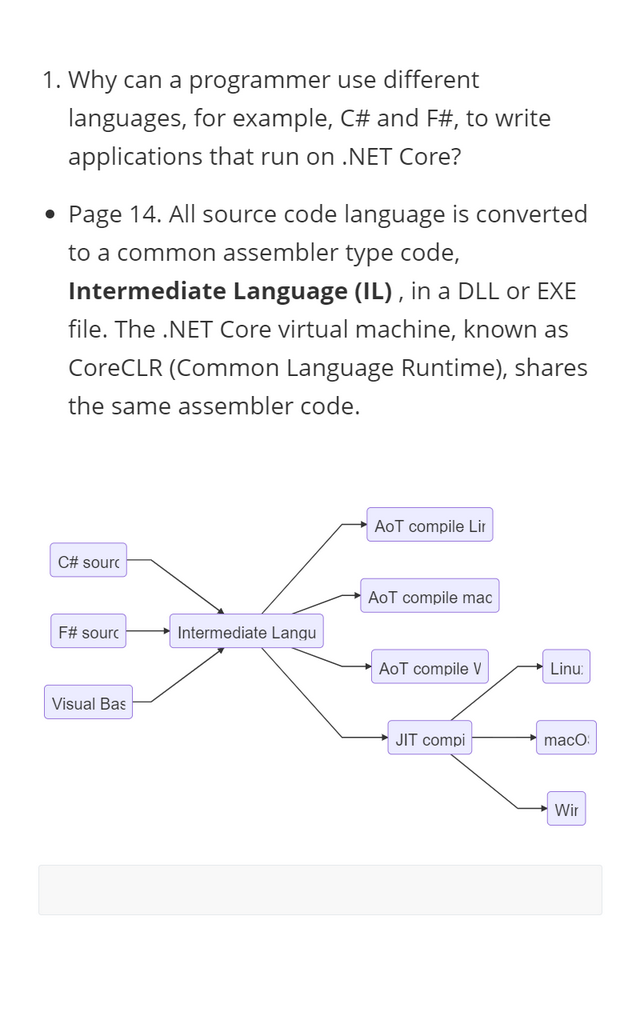 1. Why can a programmer use different
languages, for example, C# and F#, to write
applications that run on .NET Core?
• Page 14. All source code language is converted
to a common assembler type code,
Intermediate Language (IL) , in a DLL or EXE
file. The .NET Core virtual machine, known as
CoreCLR (Common Language Runtime), shares
the same assembler code.
AoT compile Lin
C# sourc
AoT compile mac
F# sourc
Intermediate Langu
AoT compile W
Linu
Visual Bas
JIT compi
macO
Win